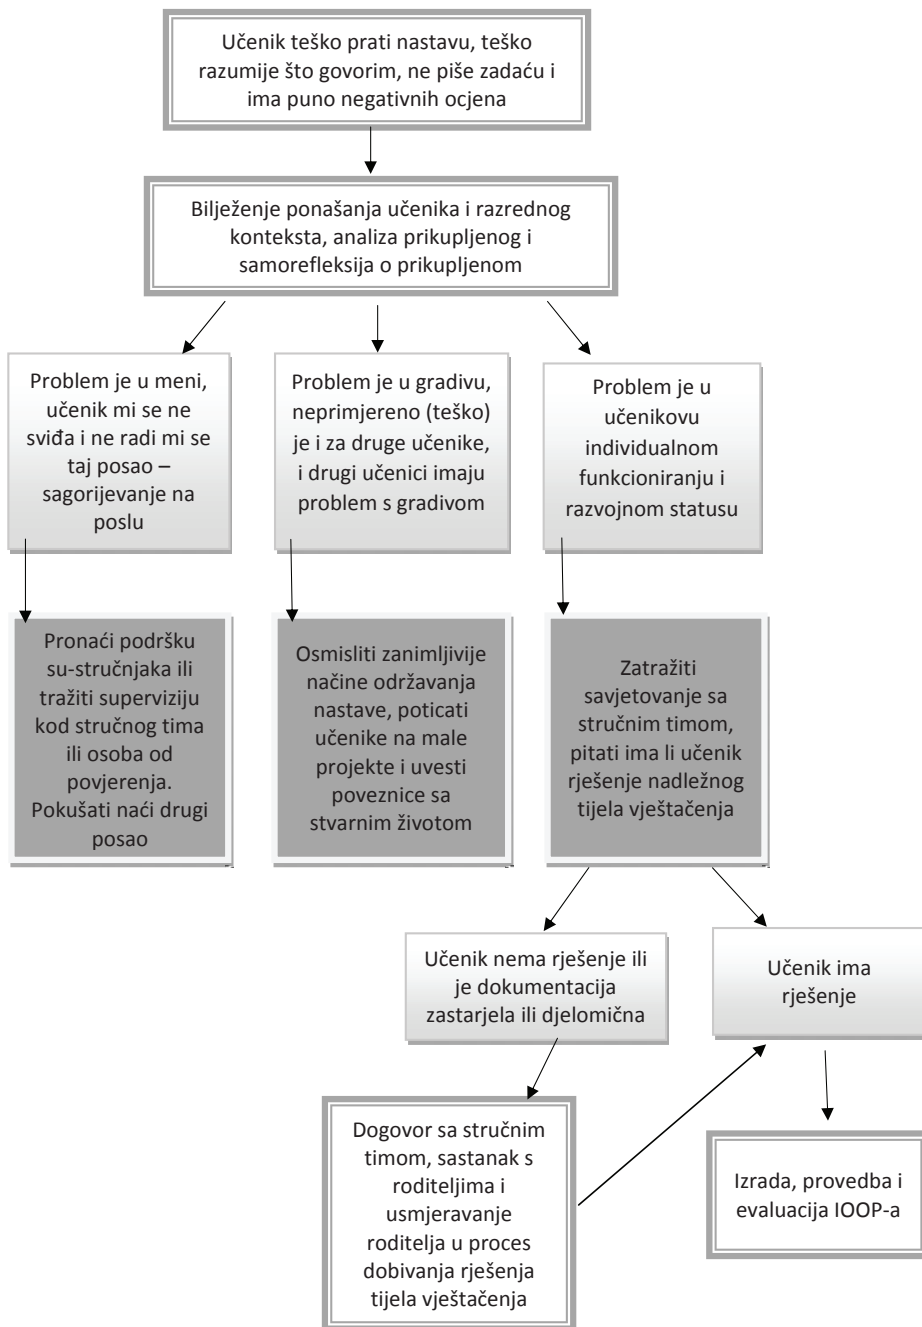 Učenik teško prati nastavu, teško
razumije što govorim, ne piše zadaću i
ima puno negativnih ocjena
Bilježenje ponašanja učenika i razrednog
konteksta, analiza prikupljenog i
samorefleksija o prikupljenom
Problem je u meni,
učenik mi se ne
sviđa i ne radi mi se
taj posao –
sagorijevanje na
poslu
Problem je u gradivu,
neprimjereno (teško)
je i za druge učenike,
i drugi učenici imaju
problem s gradivom
Problem je u
učenikovu
individualnom
funkcioniranju i
razvojnom statusu
Pronaći podršku
su-stručnjaka ili
tražiti superviziju
kod stručnog tima
ili osoba od
povjerenja.
Pokušati naći drugi
posao
Osmisliti zanimljivije
načine održavanja
nastave, poticati
učenike na male
projekte i uvesti
poveznice sa
stvarnim životom
Zatražiti
savjetovanje sa
stručnim timom,
pitati ima li učenik
rješenje nadležnog
tijela vještačenja
Učenik nema rješenje ili
je dokumentacija
zastarjela ili djelomična
Učenik ima
rješenje
Dogovor sa stručnim
timom, sastanak s
roditeljima i
usmjeravanje
roditelja u proces
dobivanja rješenja
tijela vještačenja
Izrada, provedba i
evaluacija IOOP-a